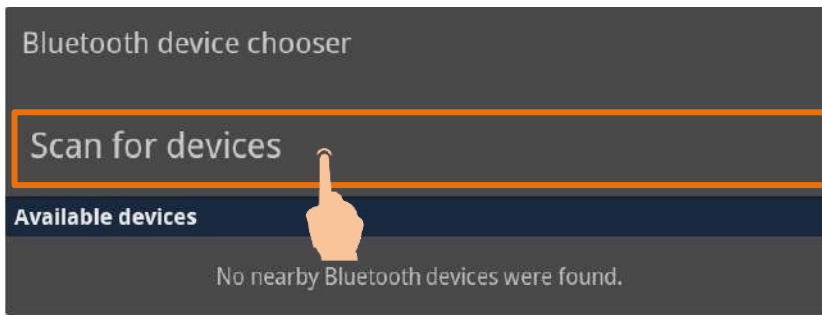 Bluetooth device chooser
Scan for devices
Available devices
No nearby Bluetooth devices were found.